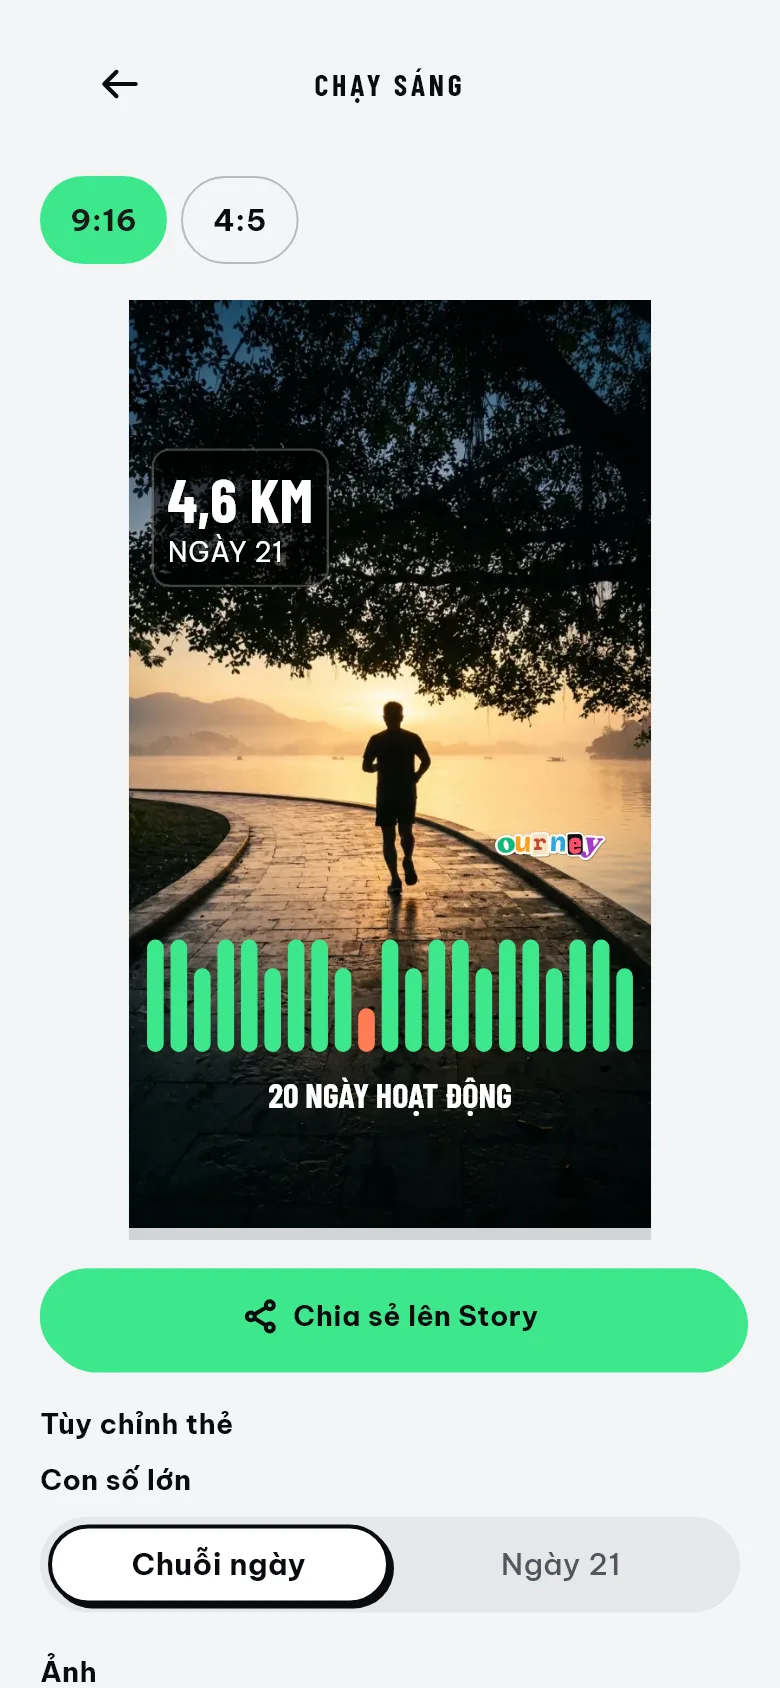 CHẠY SÁNG
9:16
4:5
4,6 KM
NGÀY 21
ourney
20 NGÀY HOẠT ĐỘNG
Chia sẻ lên Story
Tùy chỉnh thẻ
Con số lớn
Chuỗi ngày
Ngày 21
Ảnh